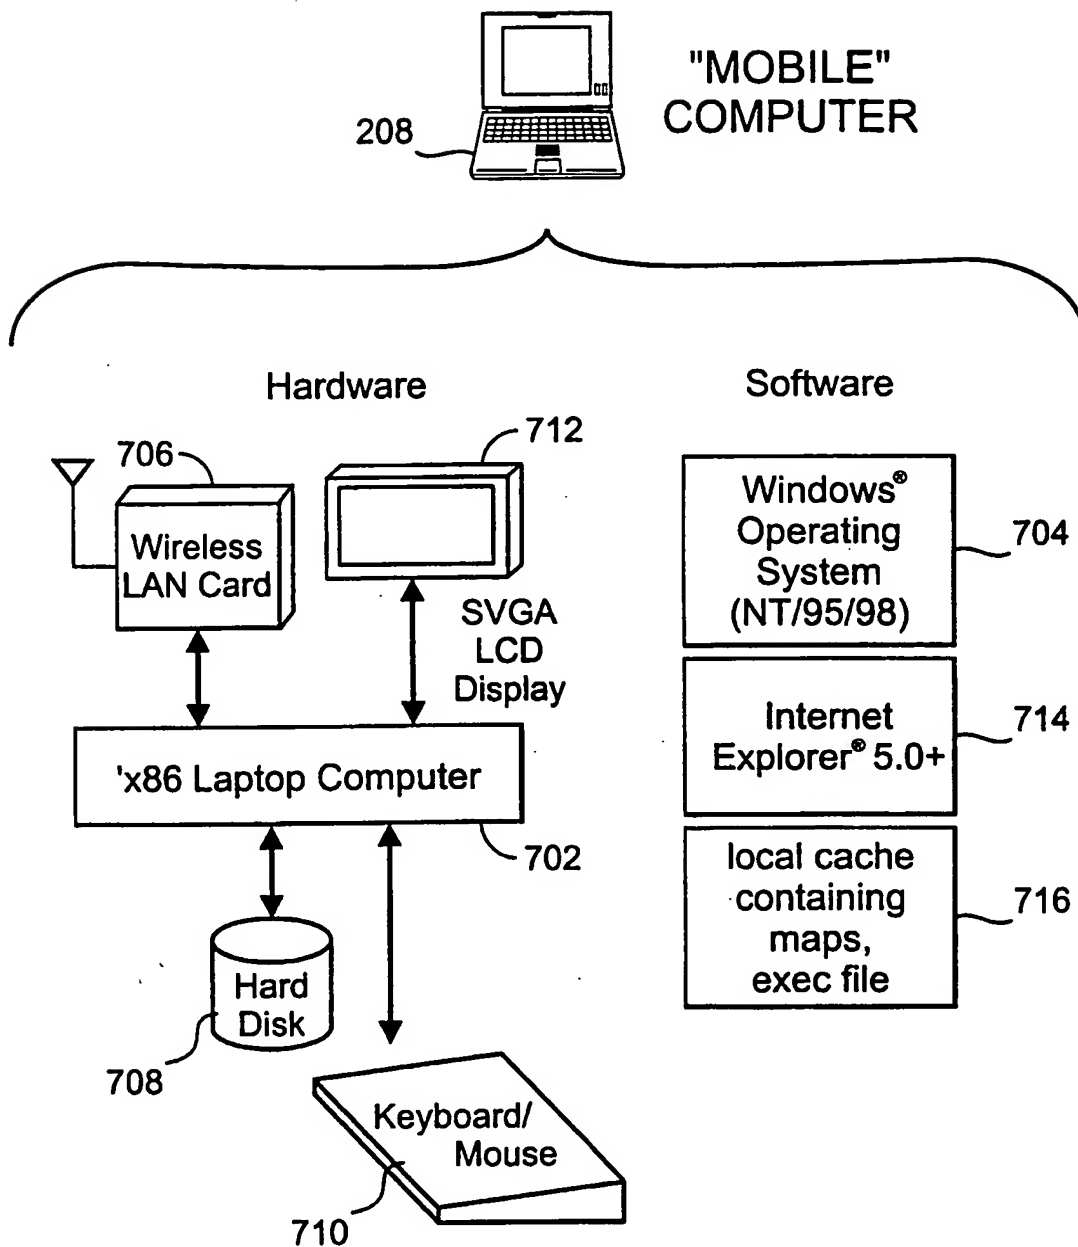 "MOBILE"
COMPUTER
208
Hardware
Software
706
712
Wireless
LAN Card
SVGA
LCD
Display
'x86 Laptop Computer
702
Hard
Disk
708
Keyboard/
Mouse
710
Windows®
Operating
System
(NT/95/98)
704
Internet
Explorer® 5.0+
714
local cache
containing
maps,
exec file
716